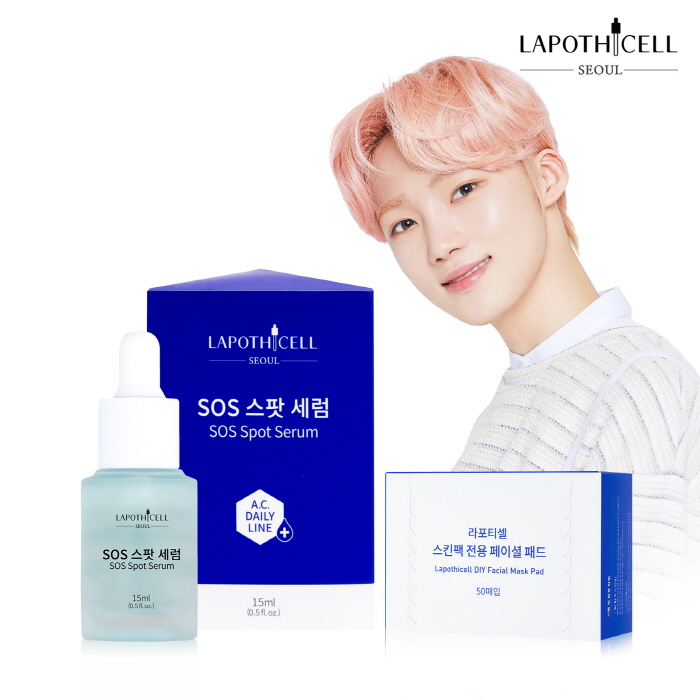 LAPOTHICELL
SEOUL
LAPOTHICELL
SEOUL
SOS 스팟 세럼
SOS Spot Serum
A.C.
DAILY
LINE
15ml
(0.5 fl.oz.)
LAPOTHICELL
SEOUL
SOS 스팟 세럼
SOS Spot Serum
15ml
(0.5 fl. oz.)
라포티셀
스킨팩 전용 페이셜 패드
Lapothicell DIY Facial Mask Pad
50매입